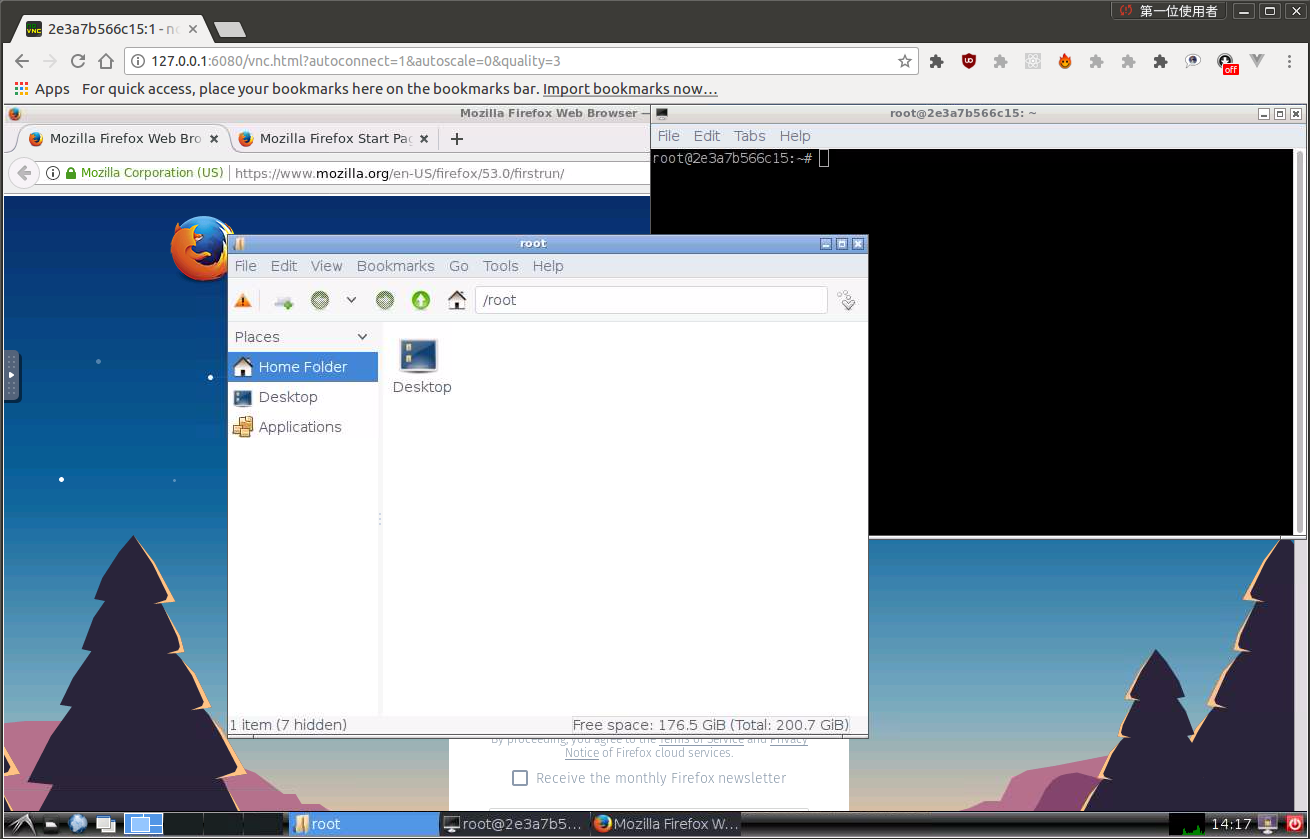 第一位使用者
2e3a7b566c15:1 - no
127.0.0.1:6080/vnc.html?autoconnect=1&autoscale=0&quality=3
off
Apps For quick access, place your bookmarks here on the bookmarks bar. Import bookmarks now…
Mozilla Firefox Web Browser —
root@2e3a7b566c15: ~
Mozilla Firefox Web Bro
Mozilla Firefox Start Pag
File Edit Tabs Help
root@2e3a7b566c15:~#
Mozilla Corporation (US) https://www.mozilla.org/en-US/firefox/53.0/firstrun/
root
File Edit View Bookmarks Go Tools Help
/root
Places
Home Folder
Desktop
Applications
Desktop
1 item (7 hidden)
Free space: 176.5 GiB (Total: 200.7 GiB)
By proceeding, you agree to the Terms of Service and Privacy
Notice of Firefox cloud services.
Receive the monthly Firefox newsletter
root
root@2e3a7b5...
Mozilla Firefox W...
14:17